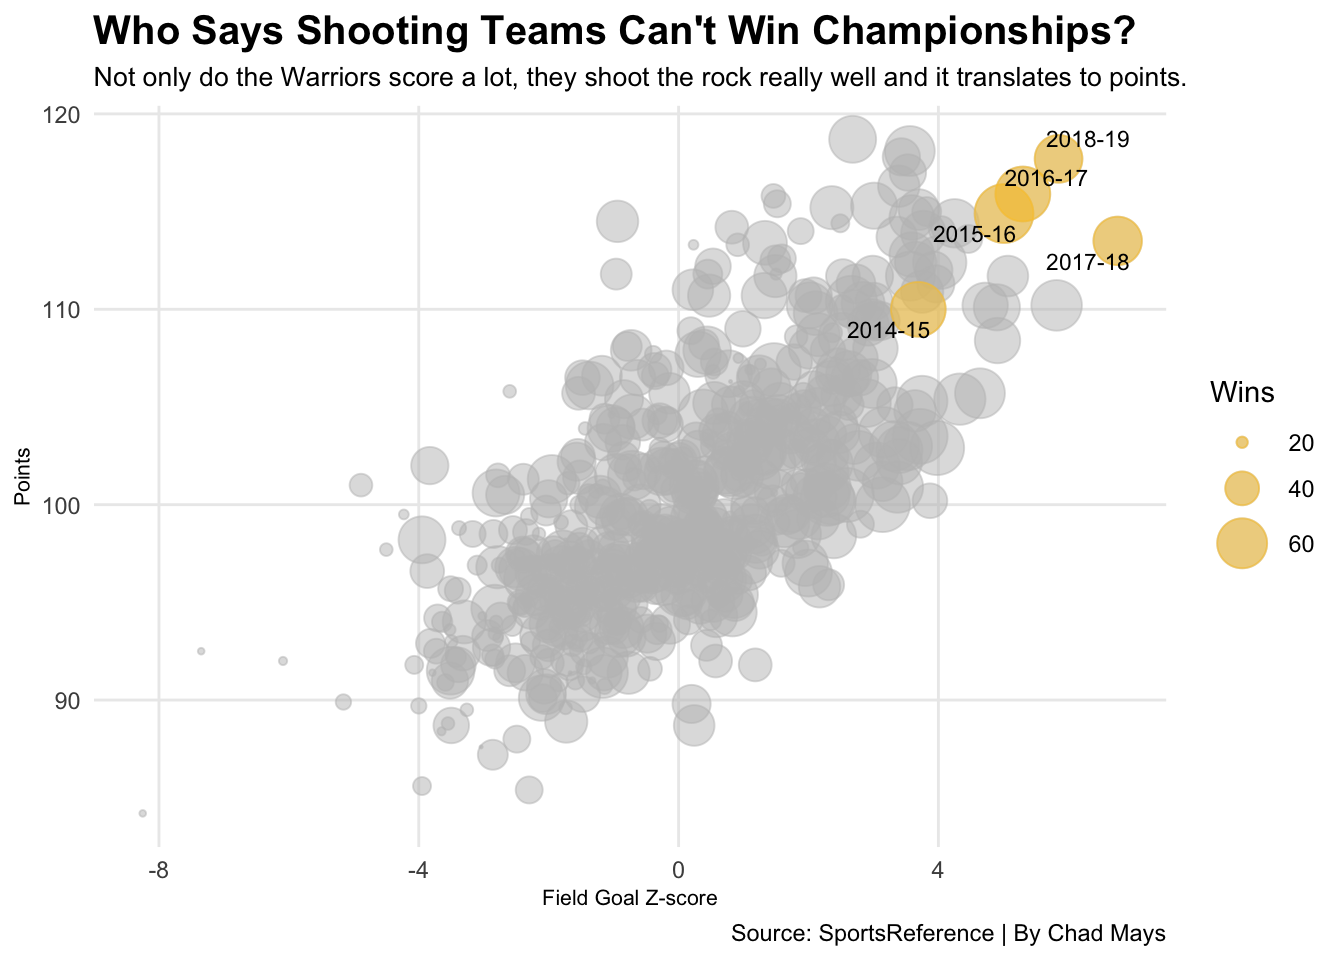 Who Says Shooting Teams Can't Win Championships?
Not only do the Warriors score a lot, they shoot the rock really well and it translates to points.
120
110
100
90
Points
2018-19
2016-17
2015-16
2017-18
2014-15
-8
-4
0
4
Field Goal Z-score
Wins
20
40
60
Source: SportsReference | By Chad Mays